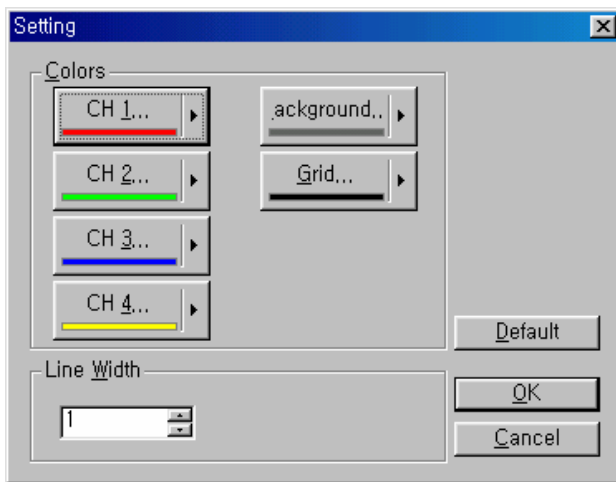 Setting
Colors
CH 1...
ackground..
CH 2...
Grid...
CH 3...
CH 4...
Default
Line Width
1
OK
Cancel